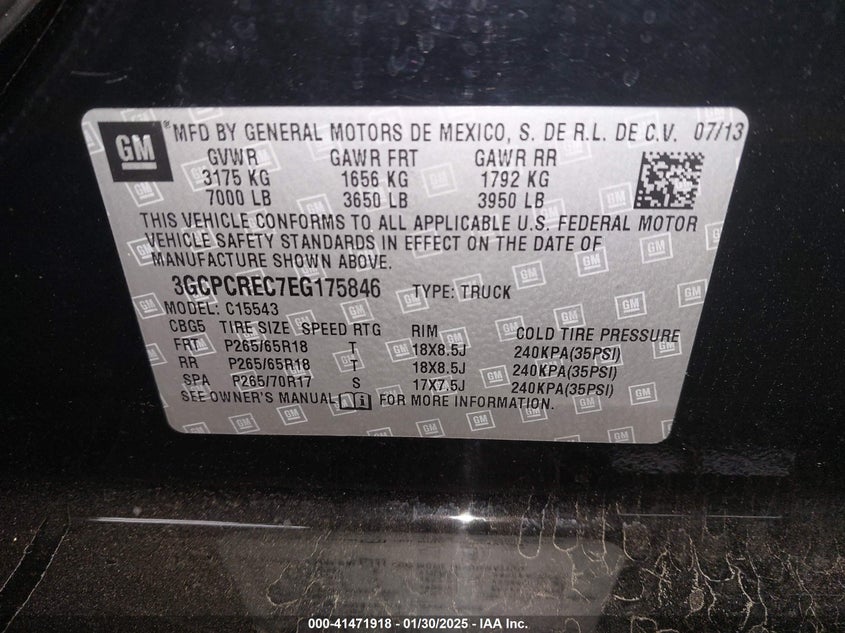 GM ® MFD BY GENERAL MOTORS DE MEXICO, S. DE R.L. DE C.V. 07/13
GVWR GAWR FRT GAWR RR
3175 KG 1656 KG 1792 KG
7000 LB 3650 LB 3950 LB
THIS VEHICLE CONFORMS TO ALL APPLICABLE U.S. FEDERAL MOTOR
VEHICLE SAFETY STANDARDS IN EFFECT ON THE DATE OF
MANUFACTURE SHOWN ABOVE.
3GCPCREC7EG175846 TYPE: TRUCK
MODEL: C15543
CBG5 TIRE SIZE SPEED RTG RIM COLD TIRE PRESSURE
FRT P265/65R18 T 18X8.5J 240KPA(35PSI)
RR P265/65R18 T 18X8.5J 240KPA(35PSI)
SPA P265/70R17 S 17X7.5J 240KPA(35PSI)
SEE OWNER'S MANUAL i FOR MORE INFORMATION.
000-41471918 - 01/30/2025 - IAA Inc.